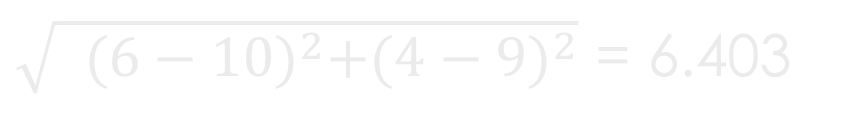 √(6 − 10)²+(4 − 9)² = 6.403